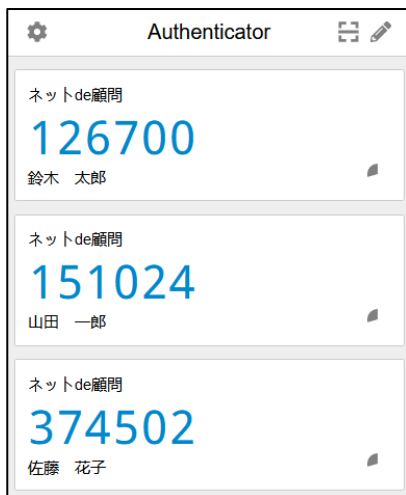 Authenticator
ネットde顧問
126700
鈴木　太郎
ネットde顧問
151024
山田　一郎
ネットde顧問
374502
佐藤　花子